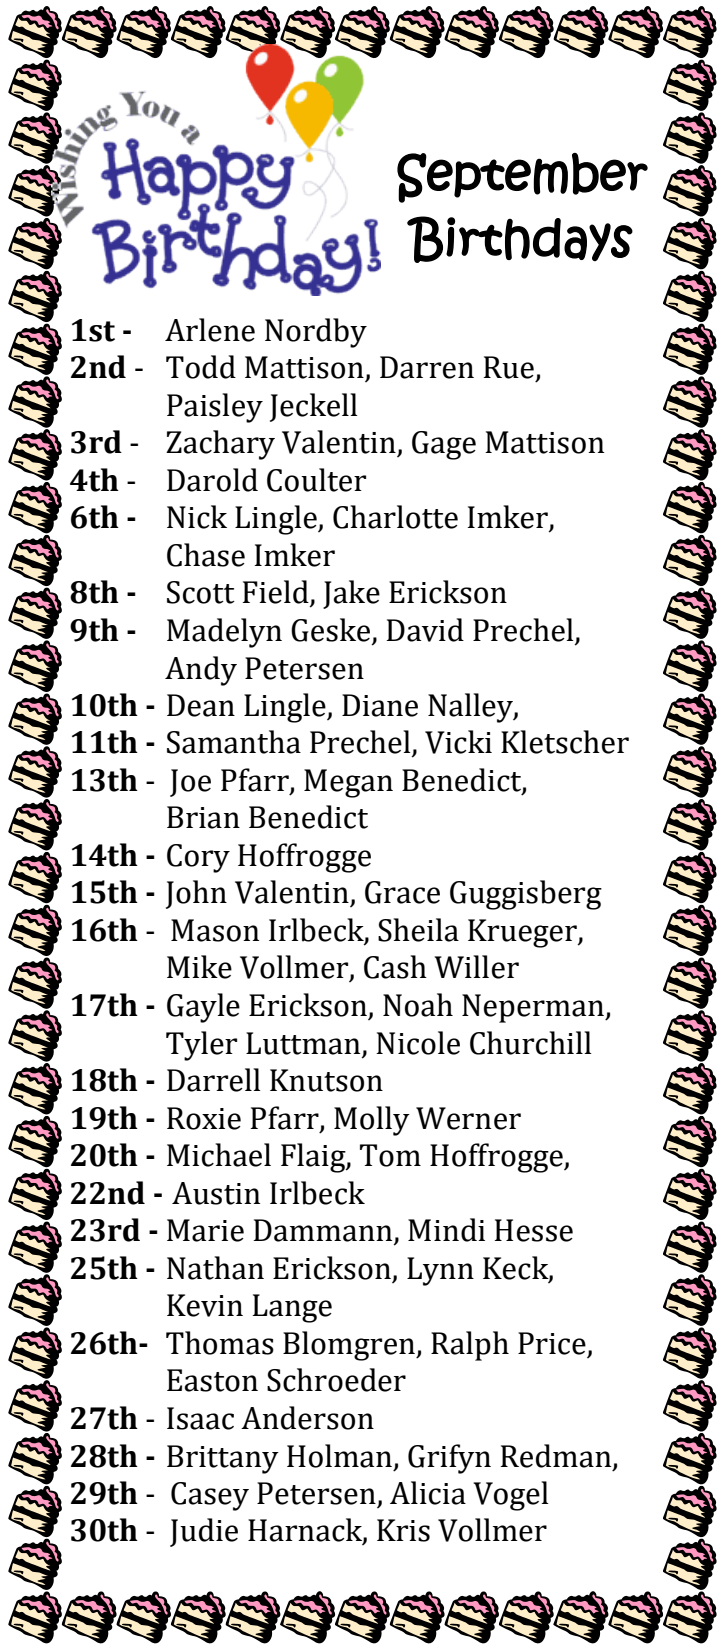 Wishing You a
Happy
Birthday!
September
Birthdays
1st - Arlene Nordby
2nd - Todd Mattison, Darren Rue,
Paisley Jeckell
3rd - Zachary Valentin, Gage Mattison
4th - Darold Coulter
6th - Nick Lingle, Charlotte Imker,
Chase Imker
8th - Scott Field, Jake Erickson
9th - Madelyn Geske, David Prechel,
Andy Petersen
10th - Dean Lingle, Diane Nalley,
11th - Samantha Prechel, Vicki Kletscher
13th - Joe Pfarr, Megan Benedict,
Brian Benedict
14th - Cory Hoffrogge
15th - John Valentin, Grace Guggisberg
16th - Mason Irlbeck, Sheila Krueger,
Mike Vollmer, Cash Willer
17th - Gayle Erickson, Noah Neperman,
Tyler Luttman, Nicole Churchill
18th - Darrell Knutson
19th - Roxie Pfarr, Molly Werner
20th - Michael Flaig, Tom Hoffrogge,
22nd - Austin Irlbeck
23rd - Marie Dammann, Mindi Hesse
25th - Nathan Erickson, Lynn Keck,
Kevin Lange
26th- Thomas Blomgren, Ralph Price,
Easton Schroeder
27th - Isaac Anderson
28th - Brittany Holman, Grifyn Redman,
29th - Casey Petersen, Alicia Vogel
30th - Judie Harnack, Kris Vollmer